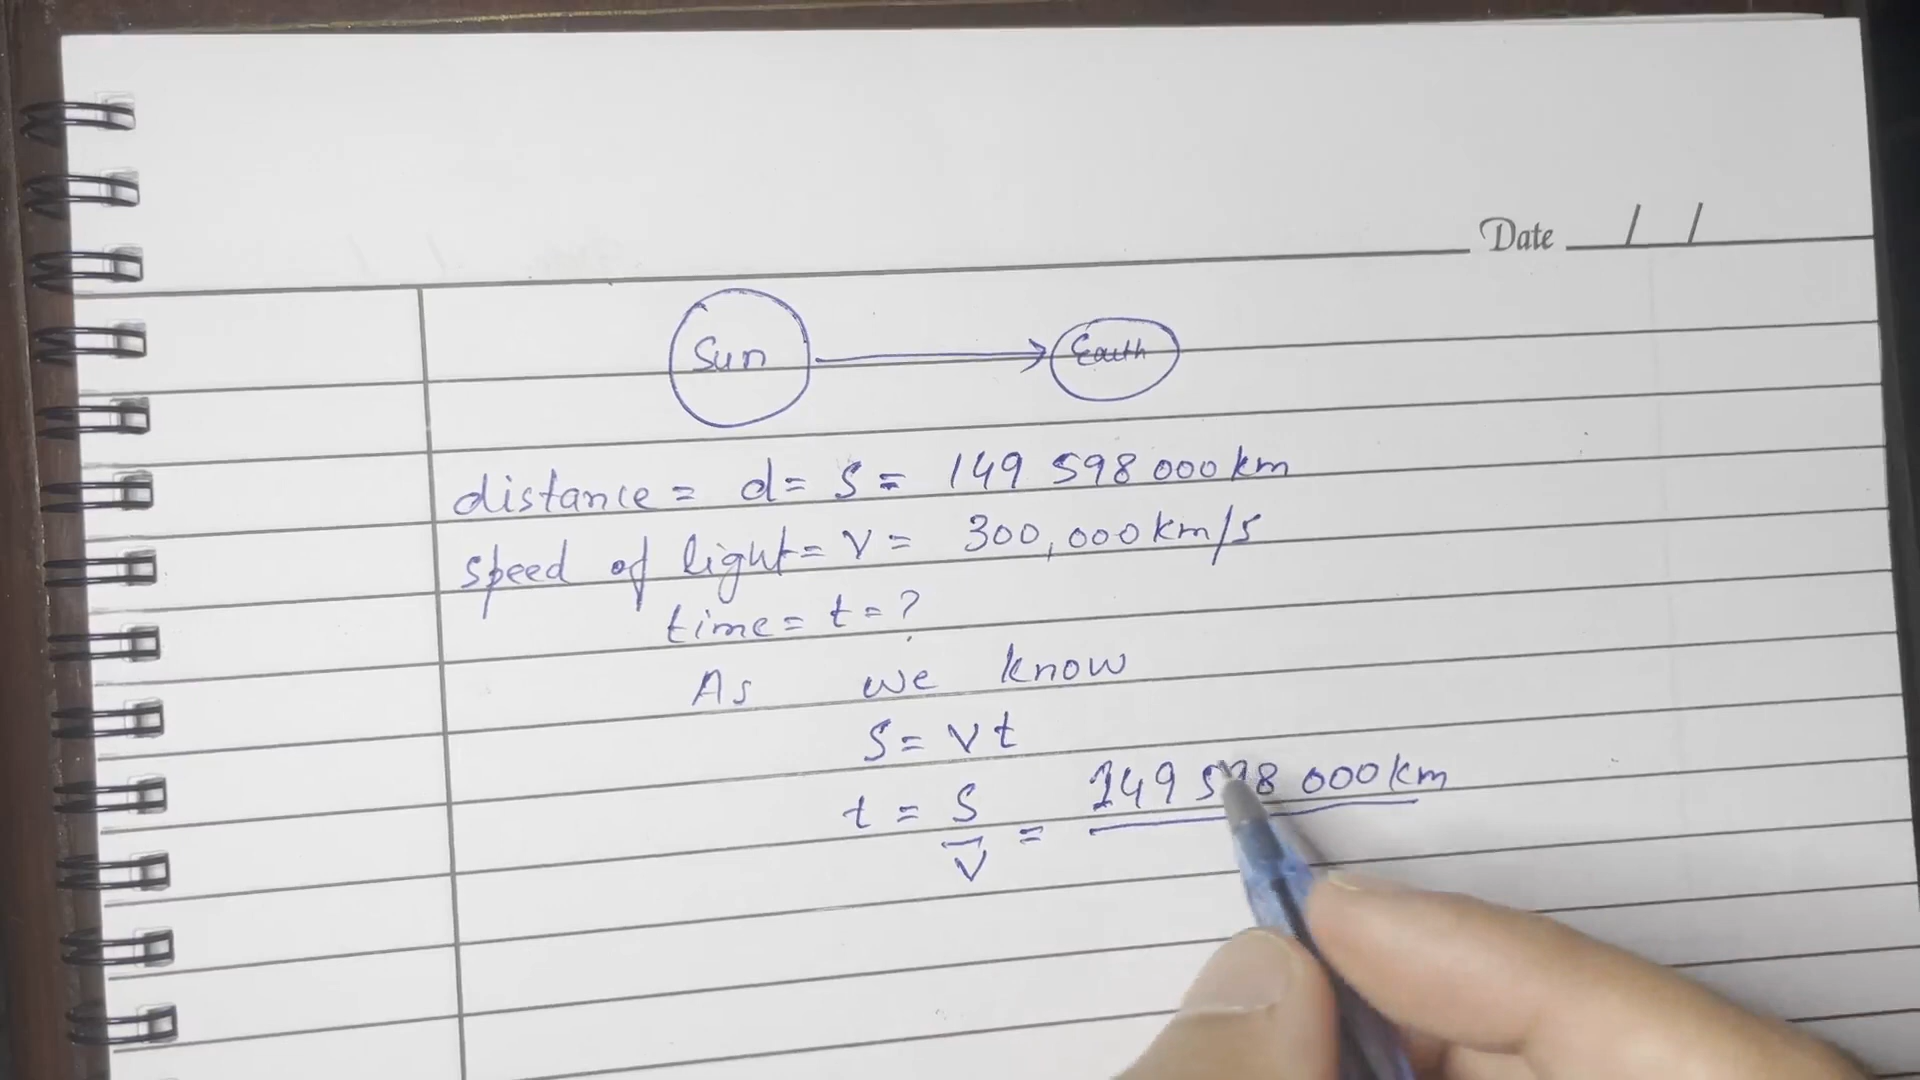 Date / /
Sun Earth
distance = d = S = 149 598 000 km
speed of light = v = 300,000 km/s
time = t = ?
As we know
S = vt
t = S/v = 149 598 000 km